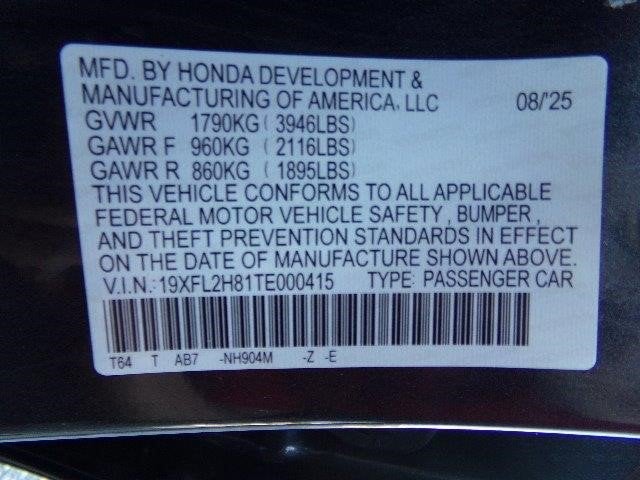 MFD. BY HONDA DEVELOPMENT &
MANUFACTURING OF AMERICA, LLC 08/'25
GVWR 1790KG ( 3946LBS)
GAWR F 960KG ( 2116LBS)
GAWR R 860KG ( 1895LBS)
THIS VEHICLE CONFORMS TO ALL APPLICABLE
FEDERAL MOTOR VEHICLE SAFETY , BUMPER ,
AND THEFT PREVENTION STANDARDS IN EFFECT
ON THE DATE OF MANUFACTURE SHOWN ABOVE.
V.I.N.:19XFL2H81TE000415 TYPE: PASSENGER CAR
T64 T AB7 -NH904M -Z -E